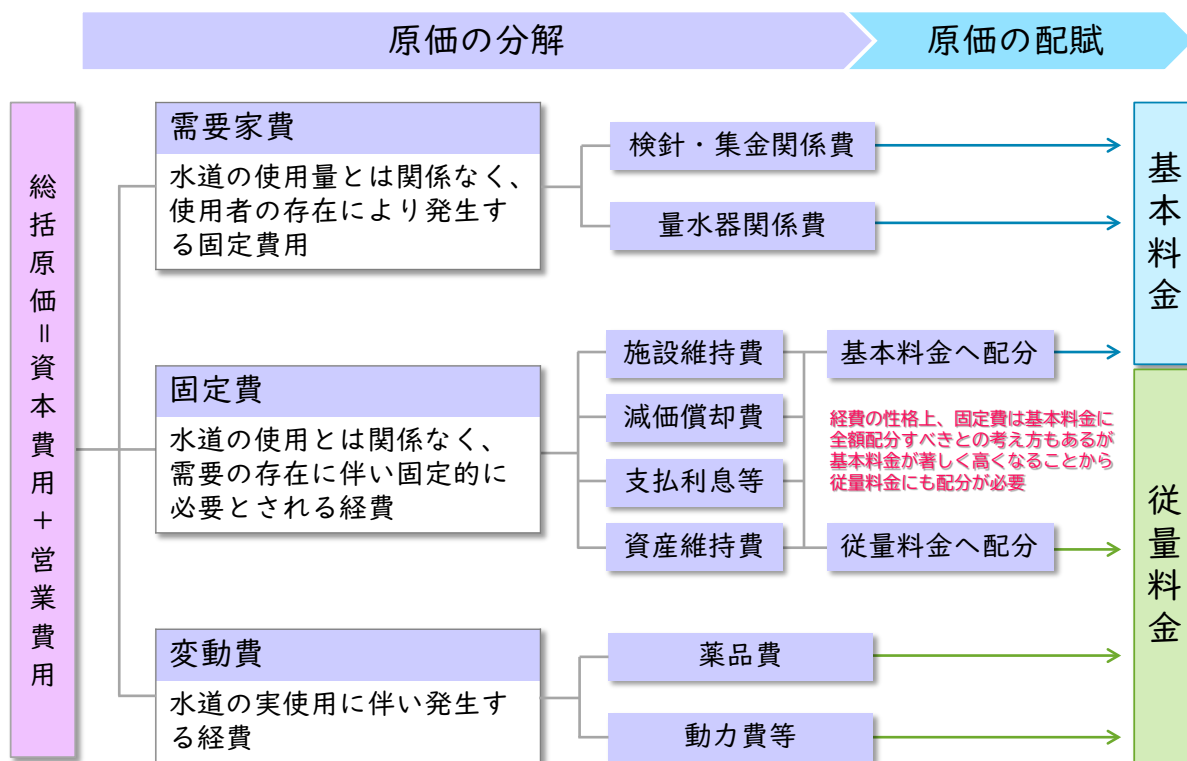 原価の分解
原価の配賦
総括原価＝資本費用＋営業費用
需要家費
水道の使用量とは関係なく、
使用者の存在により発生す
る固定費用
検針・集金関係費
量水器関係費
基本料金
固定費
水道の使用とは関係なく、
需要の存在に伴い固定的に
必要とされる経費
施設維持費
減価償却費
支払利息等
資産維持費
基本料金へ配分
経費の性格上、固定費は基本料金に
全額配分すべきとの考え方もあるが
基本料金が著しく高くなることから
従量料金にも配分が必要
従量料金へ配分
従量料金
変動費
水道の実使用に伴い発生す
る経費
薬品費
動力費等